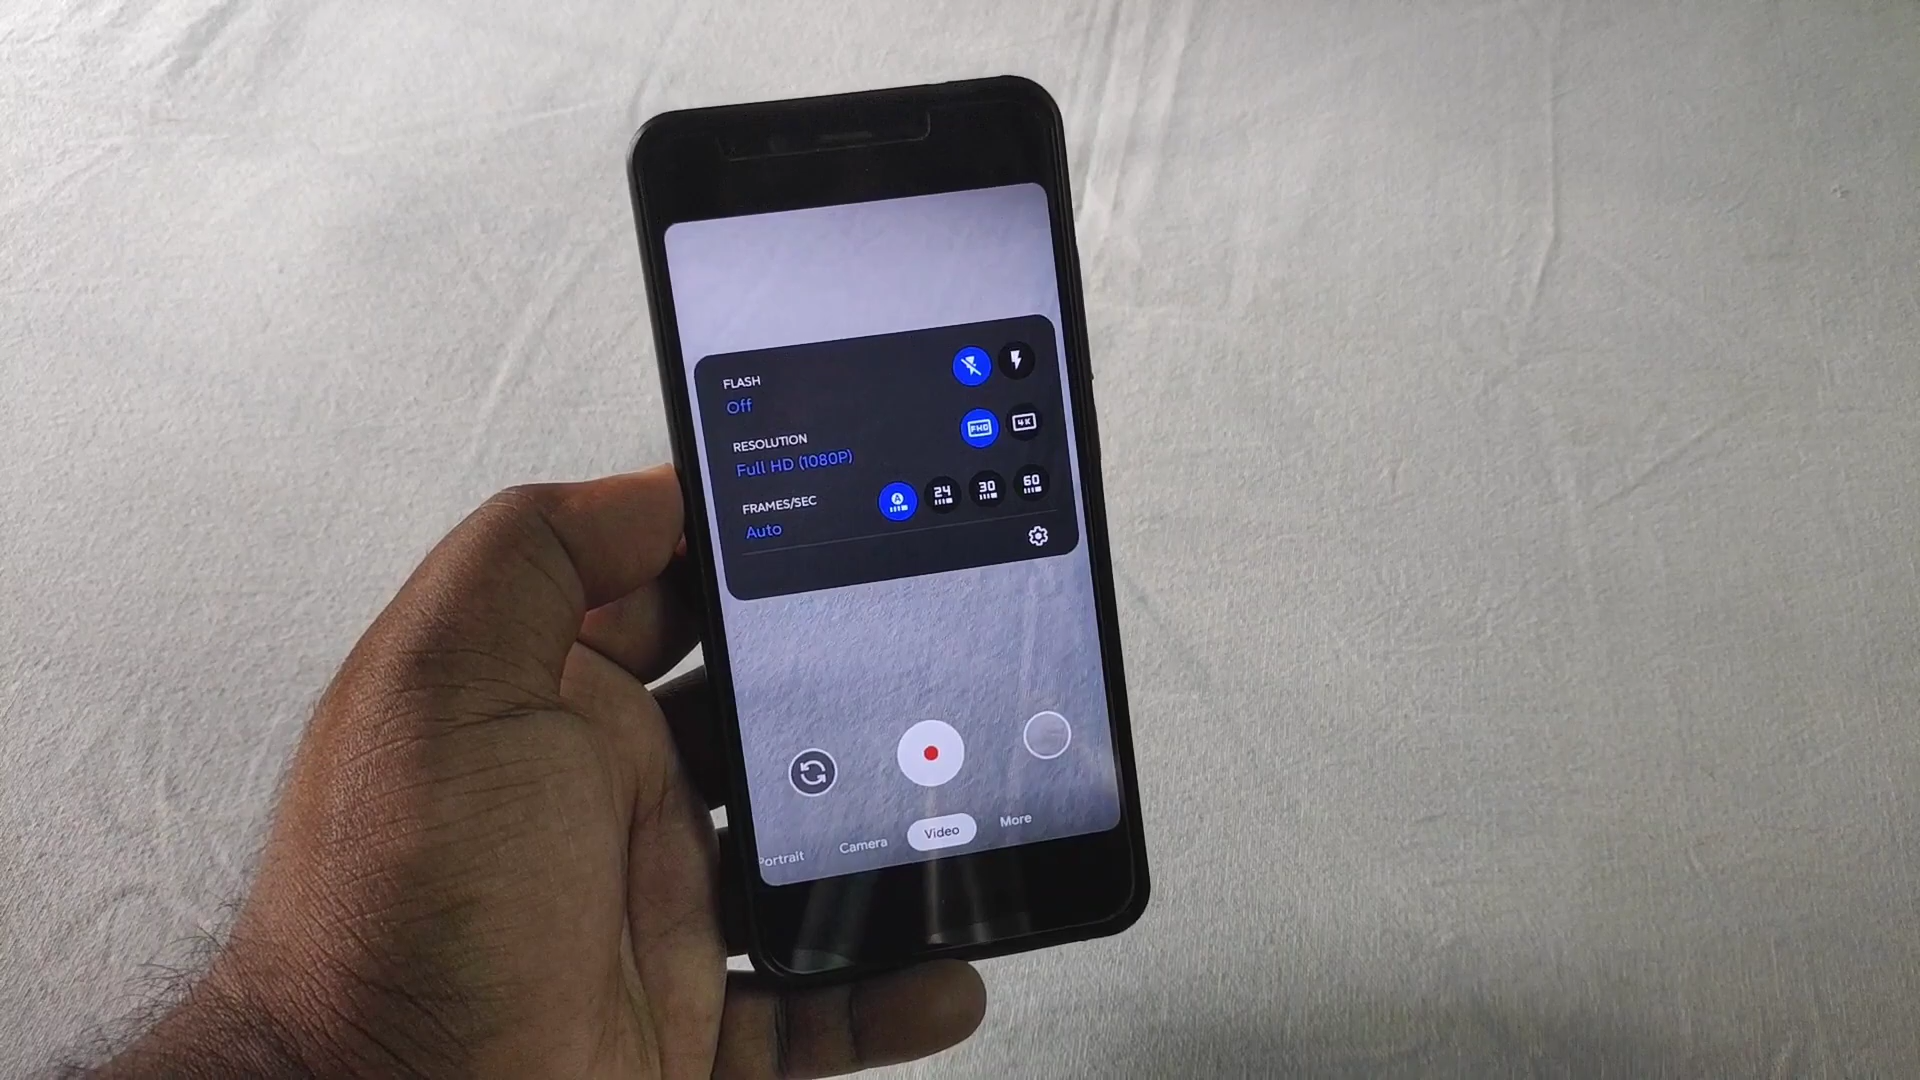 FLASH
Off
RESOLUTION
Full HD (1080P)
FHD
4K
FRAMES/SEC
Auto
A
24
30
60
Portrait
Camera
Video
More